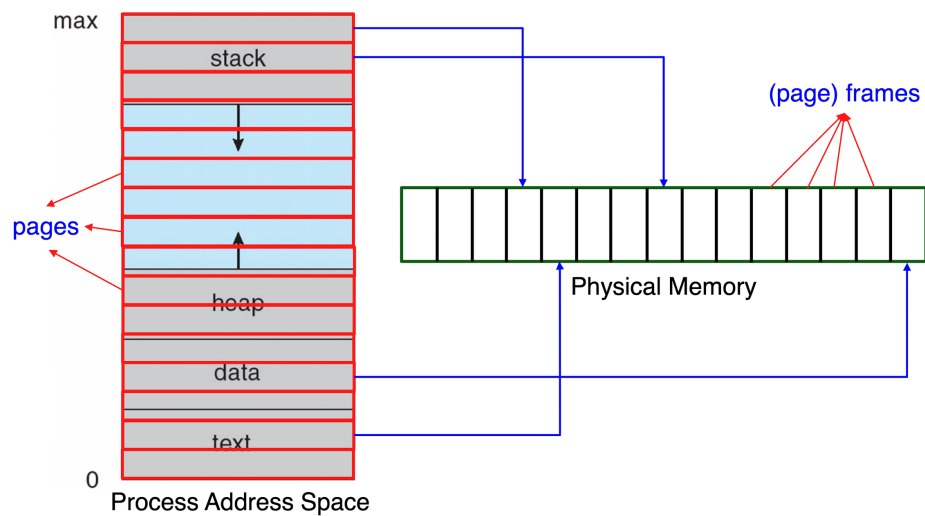 max
stack
(page) frames
pages
heap
Physical Memory
data
text
0
Process Address Space